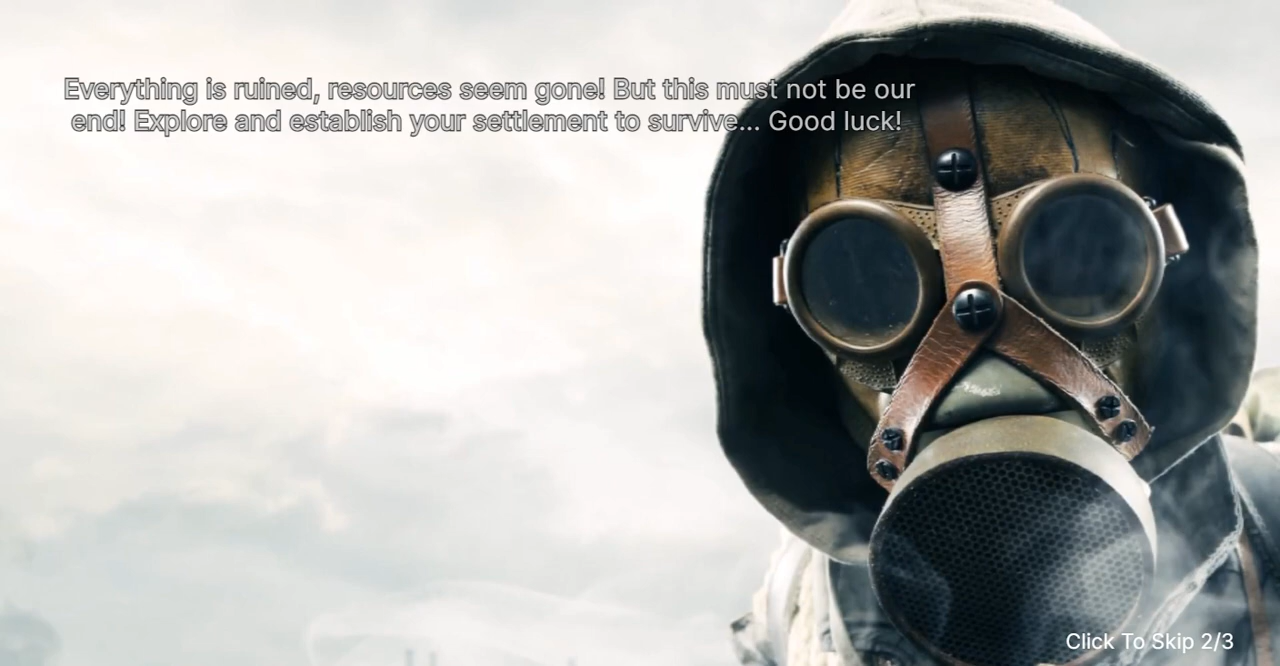 Everything is ruined, resources seem gone! But this must not be our
end! Explore and establish your settlement to survive... Good luck!
Click To Skip 2/3